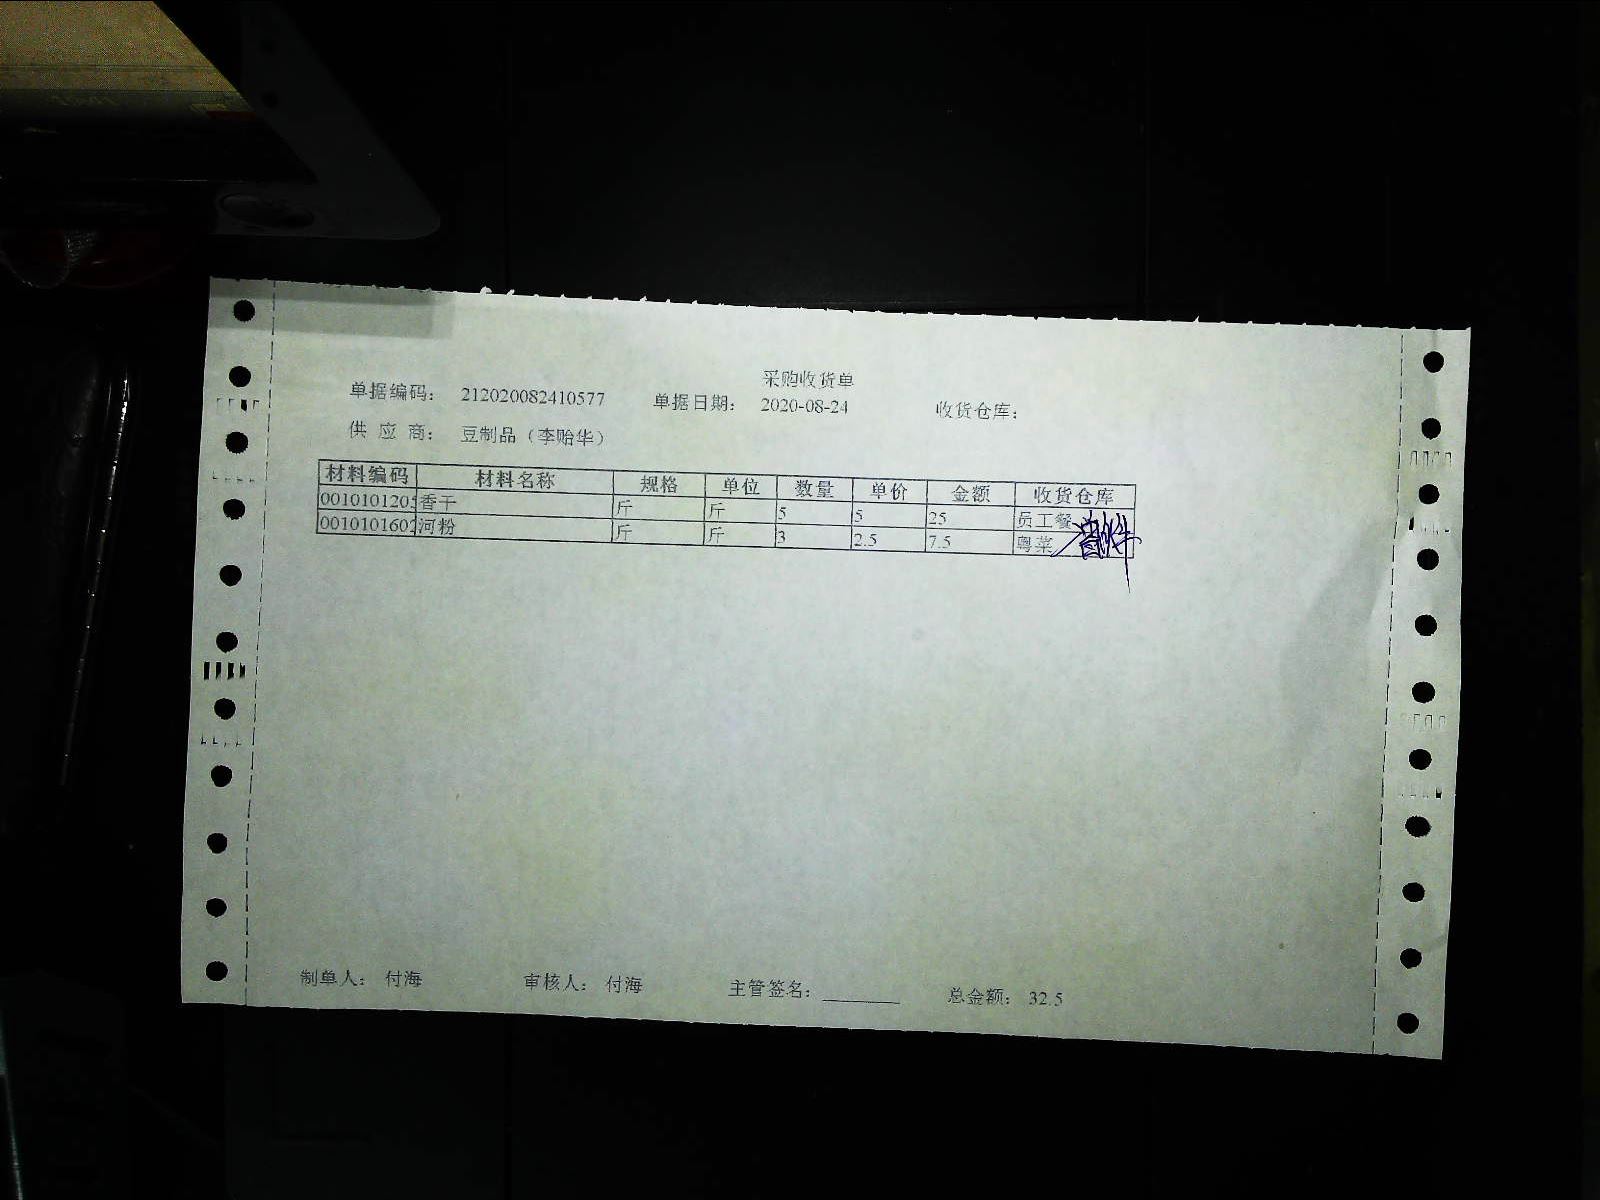 采购收货单
单据编码： 212020082410577 单据日期： 2020-08-24 收货仓库：
供 应 商： 豆制品（李贻华）
材料编码 材料名称 规格 单位 数量 单价 金额 收货仓库
0010101205 香干 斤 斤 5 5 25 员工餐
0010101602 河粉 斤 斤 3 2.5 7.5 粤菜
制单人： 付海 审核人： 付海 主管签名： 总金额： 32.5